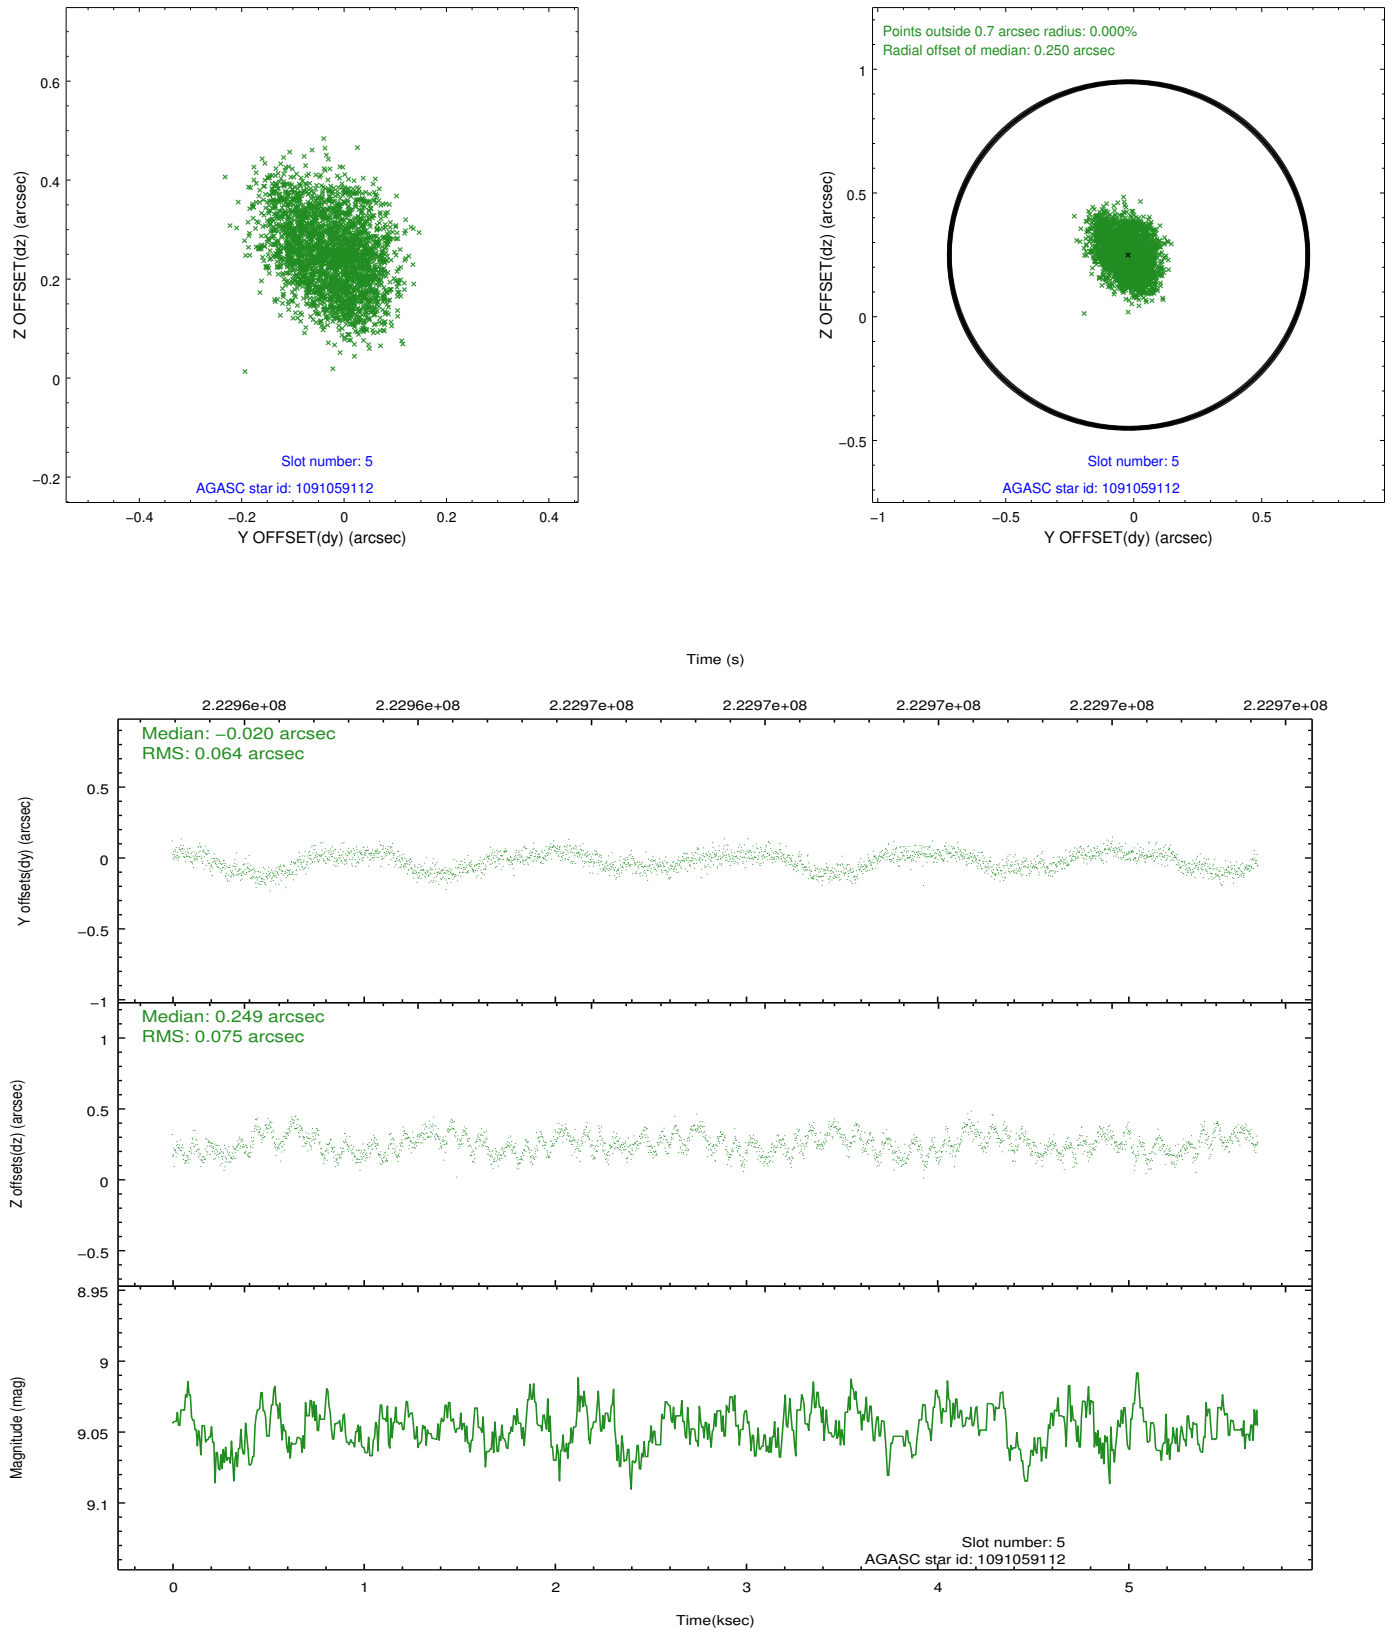 0.6
0.4
0.2
0
−0.2
Z OFFSET(dz) (arcsec)
Slot number: 5
AGASC star id: 1091059112
−0.4
−0.2
0
0.2
0.4
Y OFFSET(dy) (arcsec)
Points outside 0.7 arcsec radius: 0.000%
Radial offset of median: 0.250 arcsec
1
0.5
0
−0.5
Z OFFSET(dz) (arcsec)
Slot number: 5
AGASC star id: 1091059112
−1
−0.5
0
0.5
Y OFFSET(dy) (arcsec)
Time (s)
2.2296e+08
2.2296e+08
2.2297e+08
2.2297e+08
2.2297e+08
2.2297e+08
2.2297e+08
Median: −0.020 arcsec
RMS: 0.064 arcsec
0.5
0
−0.5
−1
Y offsets(dy) (arcsec)
Median: 0.249 arcsec
RMS: 0.075 arcsec
1
0.5
0
−0.5
Z offsets(dz) (arcsec)
8.95
9
9.05
9.1
Magnitude (mag)
Slot number: 5
AGASC star id: 1091059112
0
1
2
3
4
5
Time(ksec)